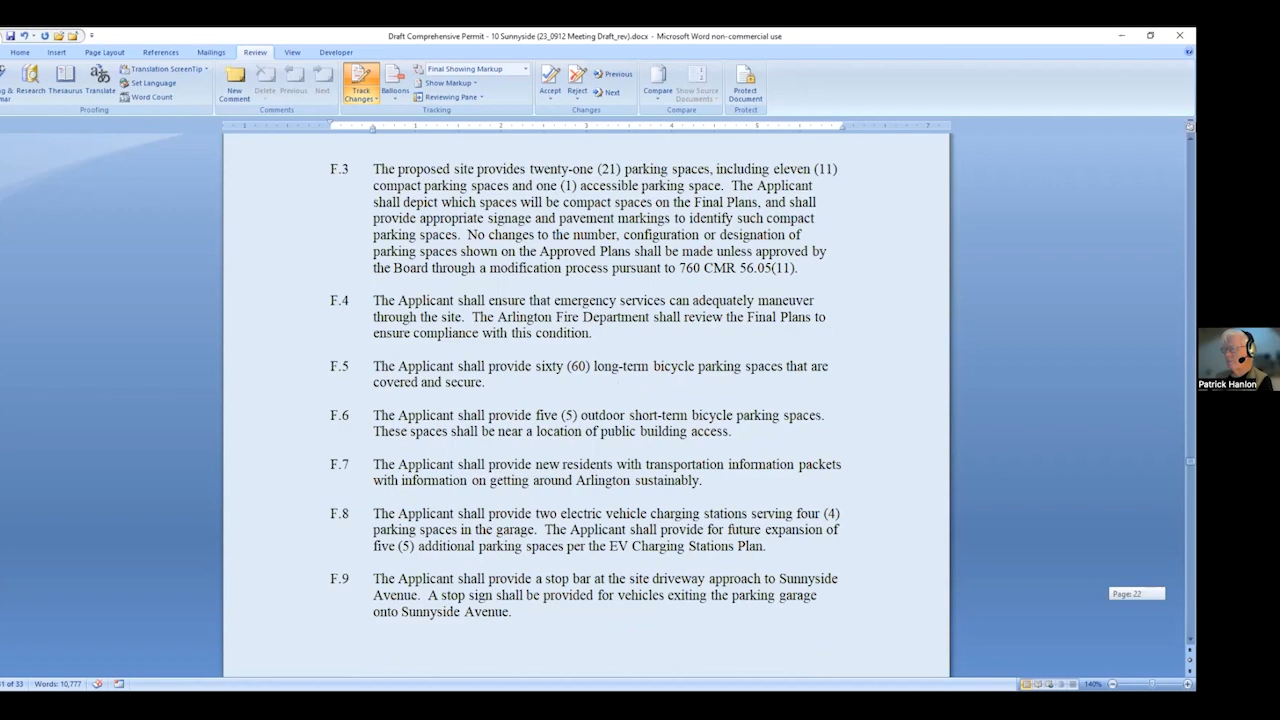 Draft Comprehensive Permit - 10 Sunnyside (23_0912 Meeting Draft_rev).docx - Microsoft Word non-commercial use
Home Insert Page Layout References Mailings Review View Developer
Research Thesaurus Translate
Translation ScreenTip
Set Language
Word Count
Proofing
New Comment
Delete Previous Next
Comments
Track Changes
Balloons
Final Showing Markup
Show Markup
Reviewing Pane
Tracking
Accept Reject
Previous
Next
Changes
Compare
Show Source Documents
Compare
Protect Document
Protect
F.3 The proposed site provides twenty-one (21) parking spaces, including eleven (11)
compact parking spaces and one (1) accessible parking space. The Applicant
shall depict which spaces will be compact spaces on the Final Plans, and shall
provide appropriate signage and pavement markings to identify such compact
parking spaces. No changes to the number, configuration or designation of
parking spaces shown on the Approved Plans shall be made unless approved by
the Board through a modification process pursuant to 760 CMR 56.05(11).
F.4 The Applicant shall ensure that emergency services can adequately maneuver
through the site. The Arlington Fire Department shall review the Final Plans to
ensure compliance with this condition.
F.5 The Applicant shall provide sixty (60) long-term bicycle parking spaces that are
covered and secure.
F.6 The Applicant shall provide five (5) outdoor short-term bicycle parking spaces.
These spaces shall be near a location of public building access.
F.7 The Applicant shall provide new residents with transportation information packets
with information on getting around Arlington sustainably.
F.8 The Applicant shall provide two electric vehicle charging stations serving four (4)
parking spaces in the garage. The Applicant shall provide for future expansion of
five (5) additional parking spaces per the EV Charging Stations Plan.
F.9 The Applicant shall provide a stop bar at the site driveway approach to Sunnyside
Avenue. A stop sign shall be provided for vehicles exiting the parking garage
onto Sunnyside Avenue.
Page: 22
Patrick Hanlon
Words: 10,777
140%